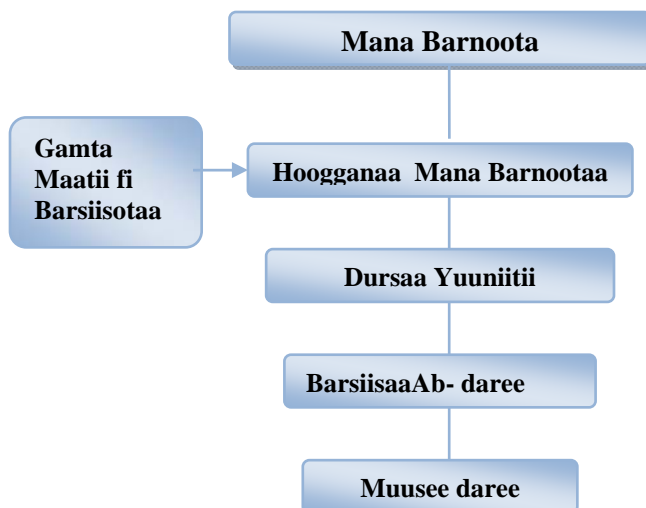 Mana Barnoota
Gamta
Maatii fi
Barsiisotaa
Hoogganaa Mana Barnootaa
Dursaa Yuuniitii
BarsiisaaAb- daree
Muusee daree